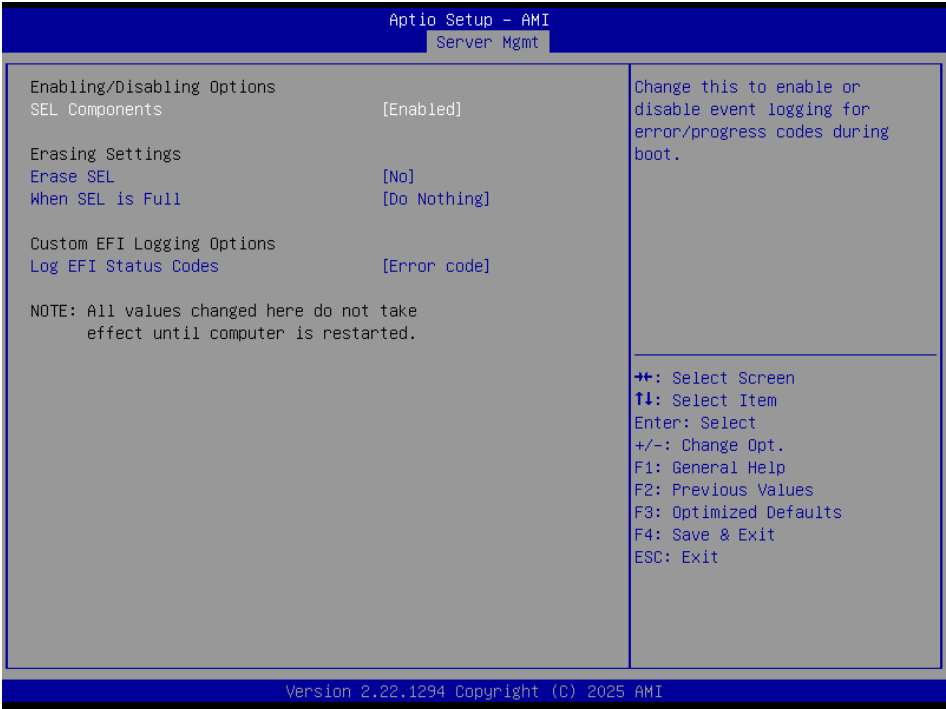 Aptio Setup - AMI
Server Mgmt
Enabling/Disabling Options
SEL Components [Enabled]
Erasing Settings
Erase SEL [No]
When SEL is Full [Do Nothing]
Custom EFI Logging Options
Log EFI Status Codes [Error code]
NOTE: All values changed here do not take
effect until computer is restarted.
Change this to enable or
disable event logging for
error/progress codes during
boot.
→←: Select Screen
↑↓: Select Item
Enter: Select
+/-: Change Opt.
F1: General Help
F2: Previous Values
F3: Optimized Defaults
F4: Save & Exit
ESC: Exit
Version 2.22.1294 Copyright (C) 2025 AMI